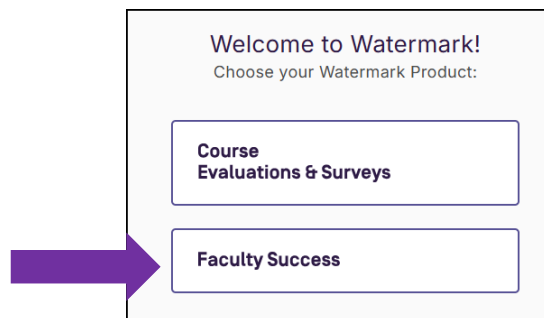 Welcome to Watermark!
Choose your Watermark Product:
Course
Evaluations & Surveys
Faculty Success